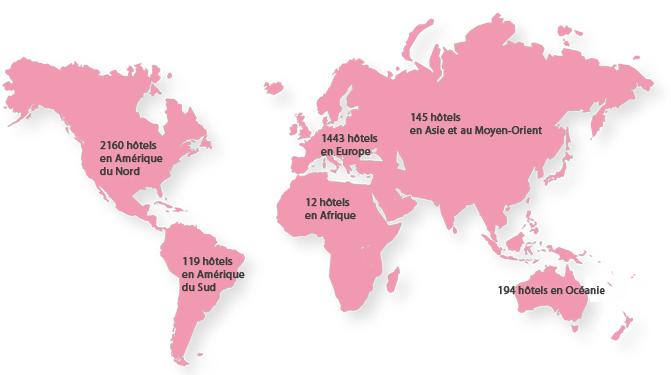 2160 hôtels
en Amérique
du Nord
1443 hôtels
en Europe
145 hôtels
en Asie et au Moyen-Orient
12 hôtels
en Afrique
119 hôtels
en Amérique
du Sud
194 hôtels en Océanie